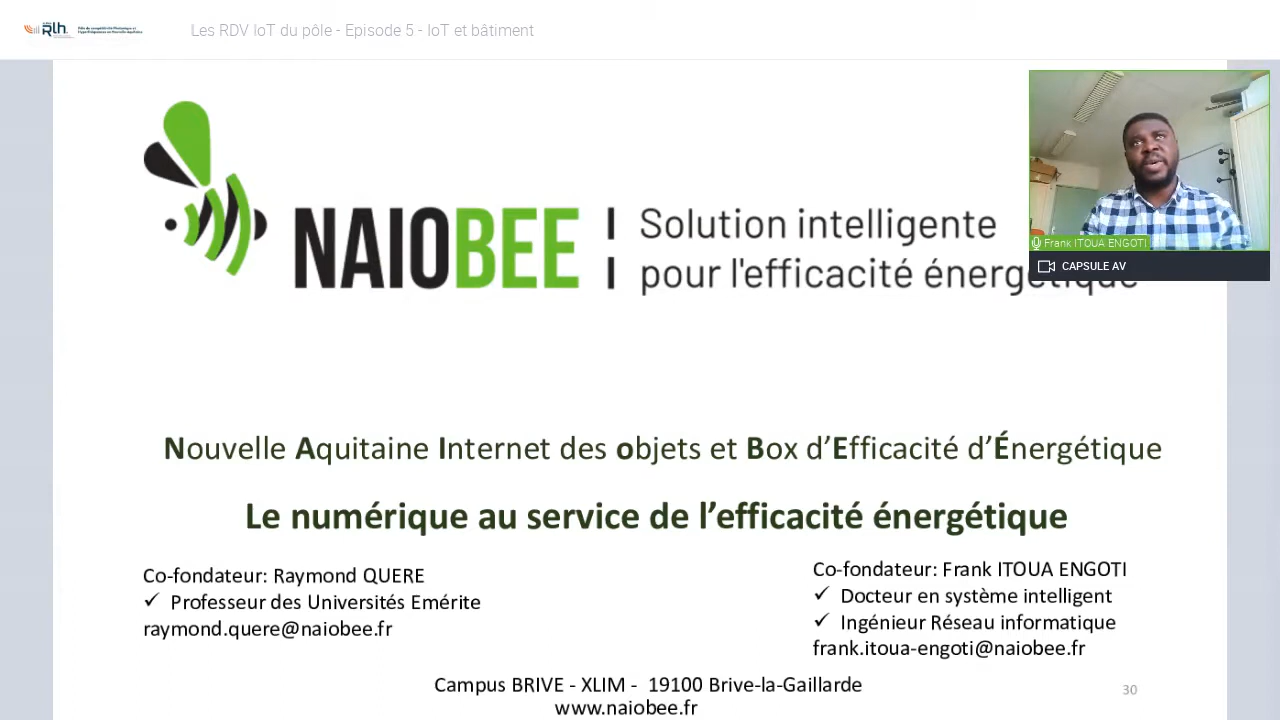 Les RDV IoT du pôle - Episode 5 - IoT et bâtiment
NAIOBEE
Solution intelligente
pour l'efficacité énergétique
Frank ITOUA ENGOTI
CAPSULE AV
Nouvelle Aquitaine Internet des objets et Box d’Efficacité d’Énergétique
Le numérique au service de l’efficacité énergétique
Co-fondateur: Raymond QUERE
✓ Professeur des Universités Emérite
raymond.quere@naiobee.fr
Co-fondateur: Frank ITOUA ENGOTI
✓ Docteur en système intelligent
✓ Ingénieur Réseau informatique
frank.itoua-engoti@naiobee.fr
Campus BRIVE - XLIM - 19100 Brive-la-Gaillarde
www.naiobee.fr
30